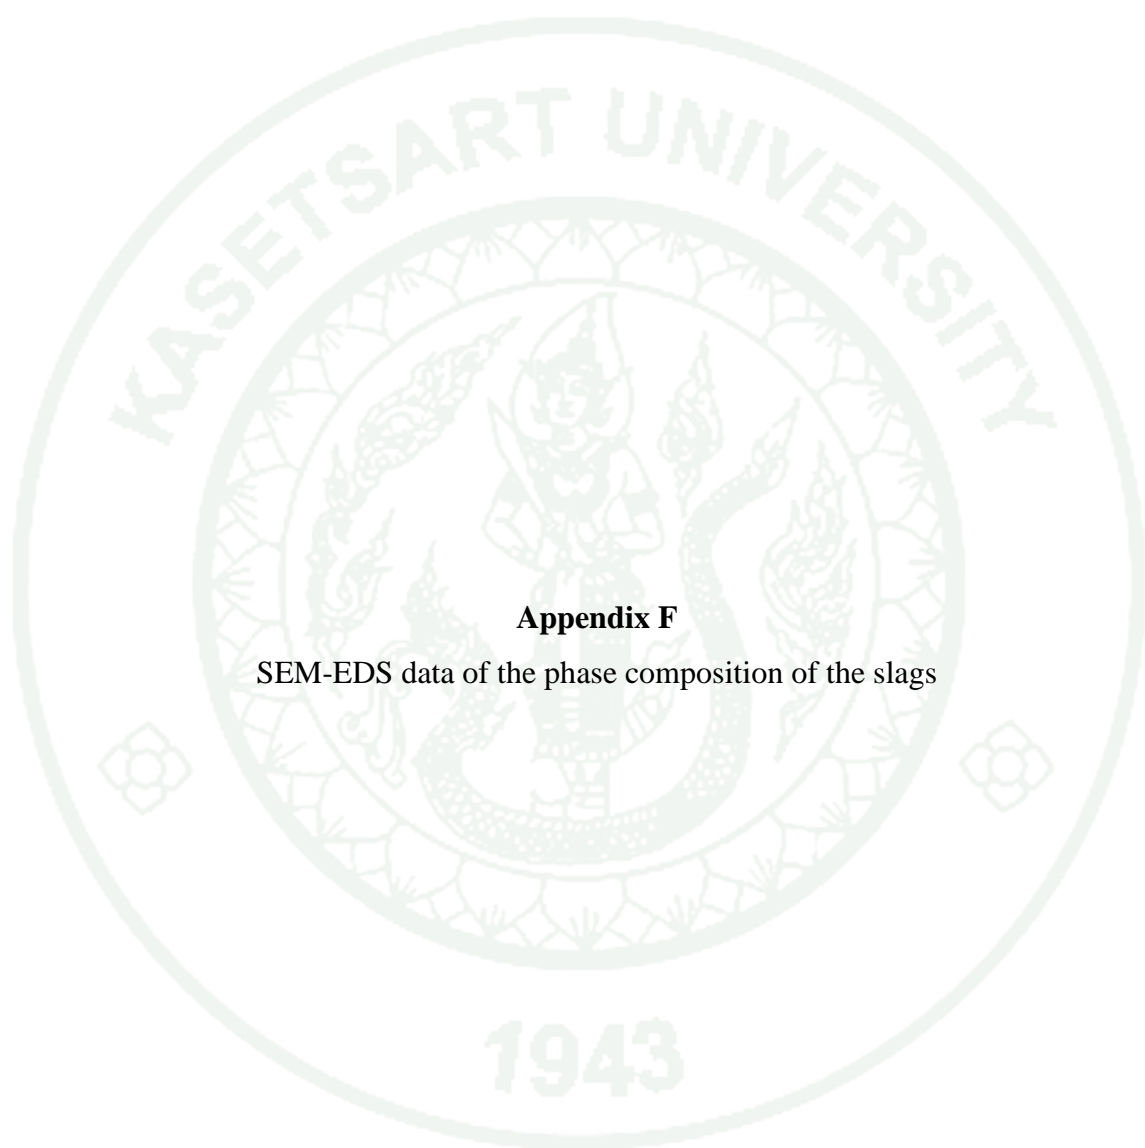 KASETSART UNIVERSITY
Appendix F
SEM-EDS data of the phase composition of the slags
1943